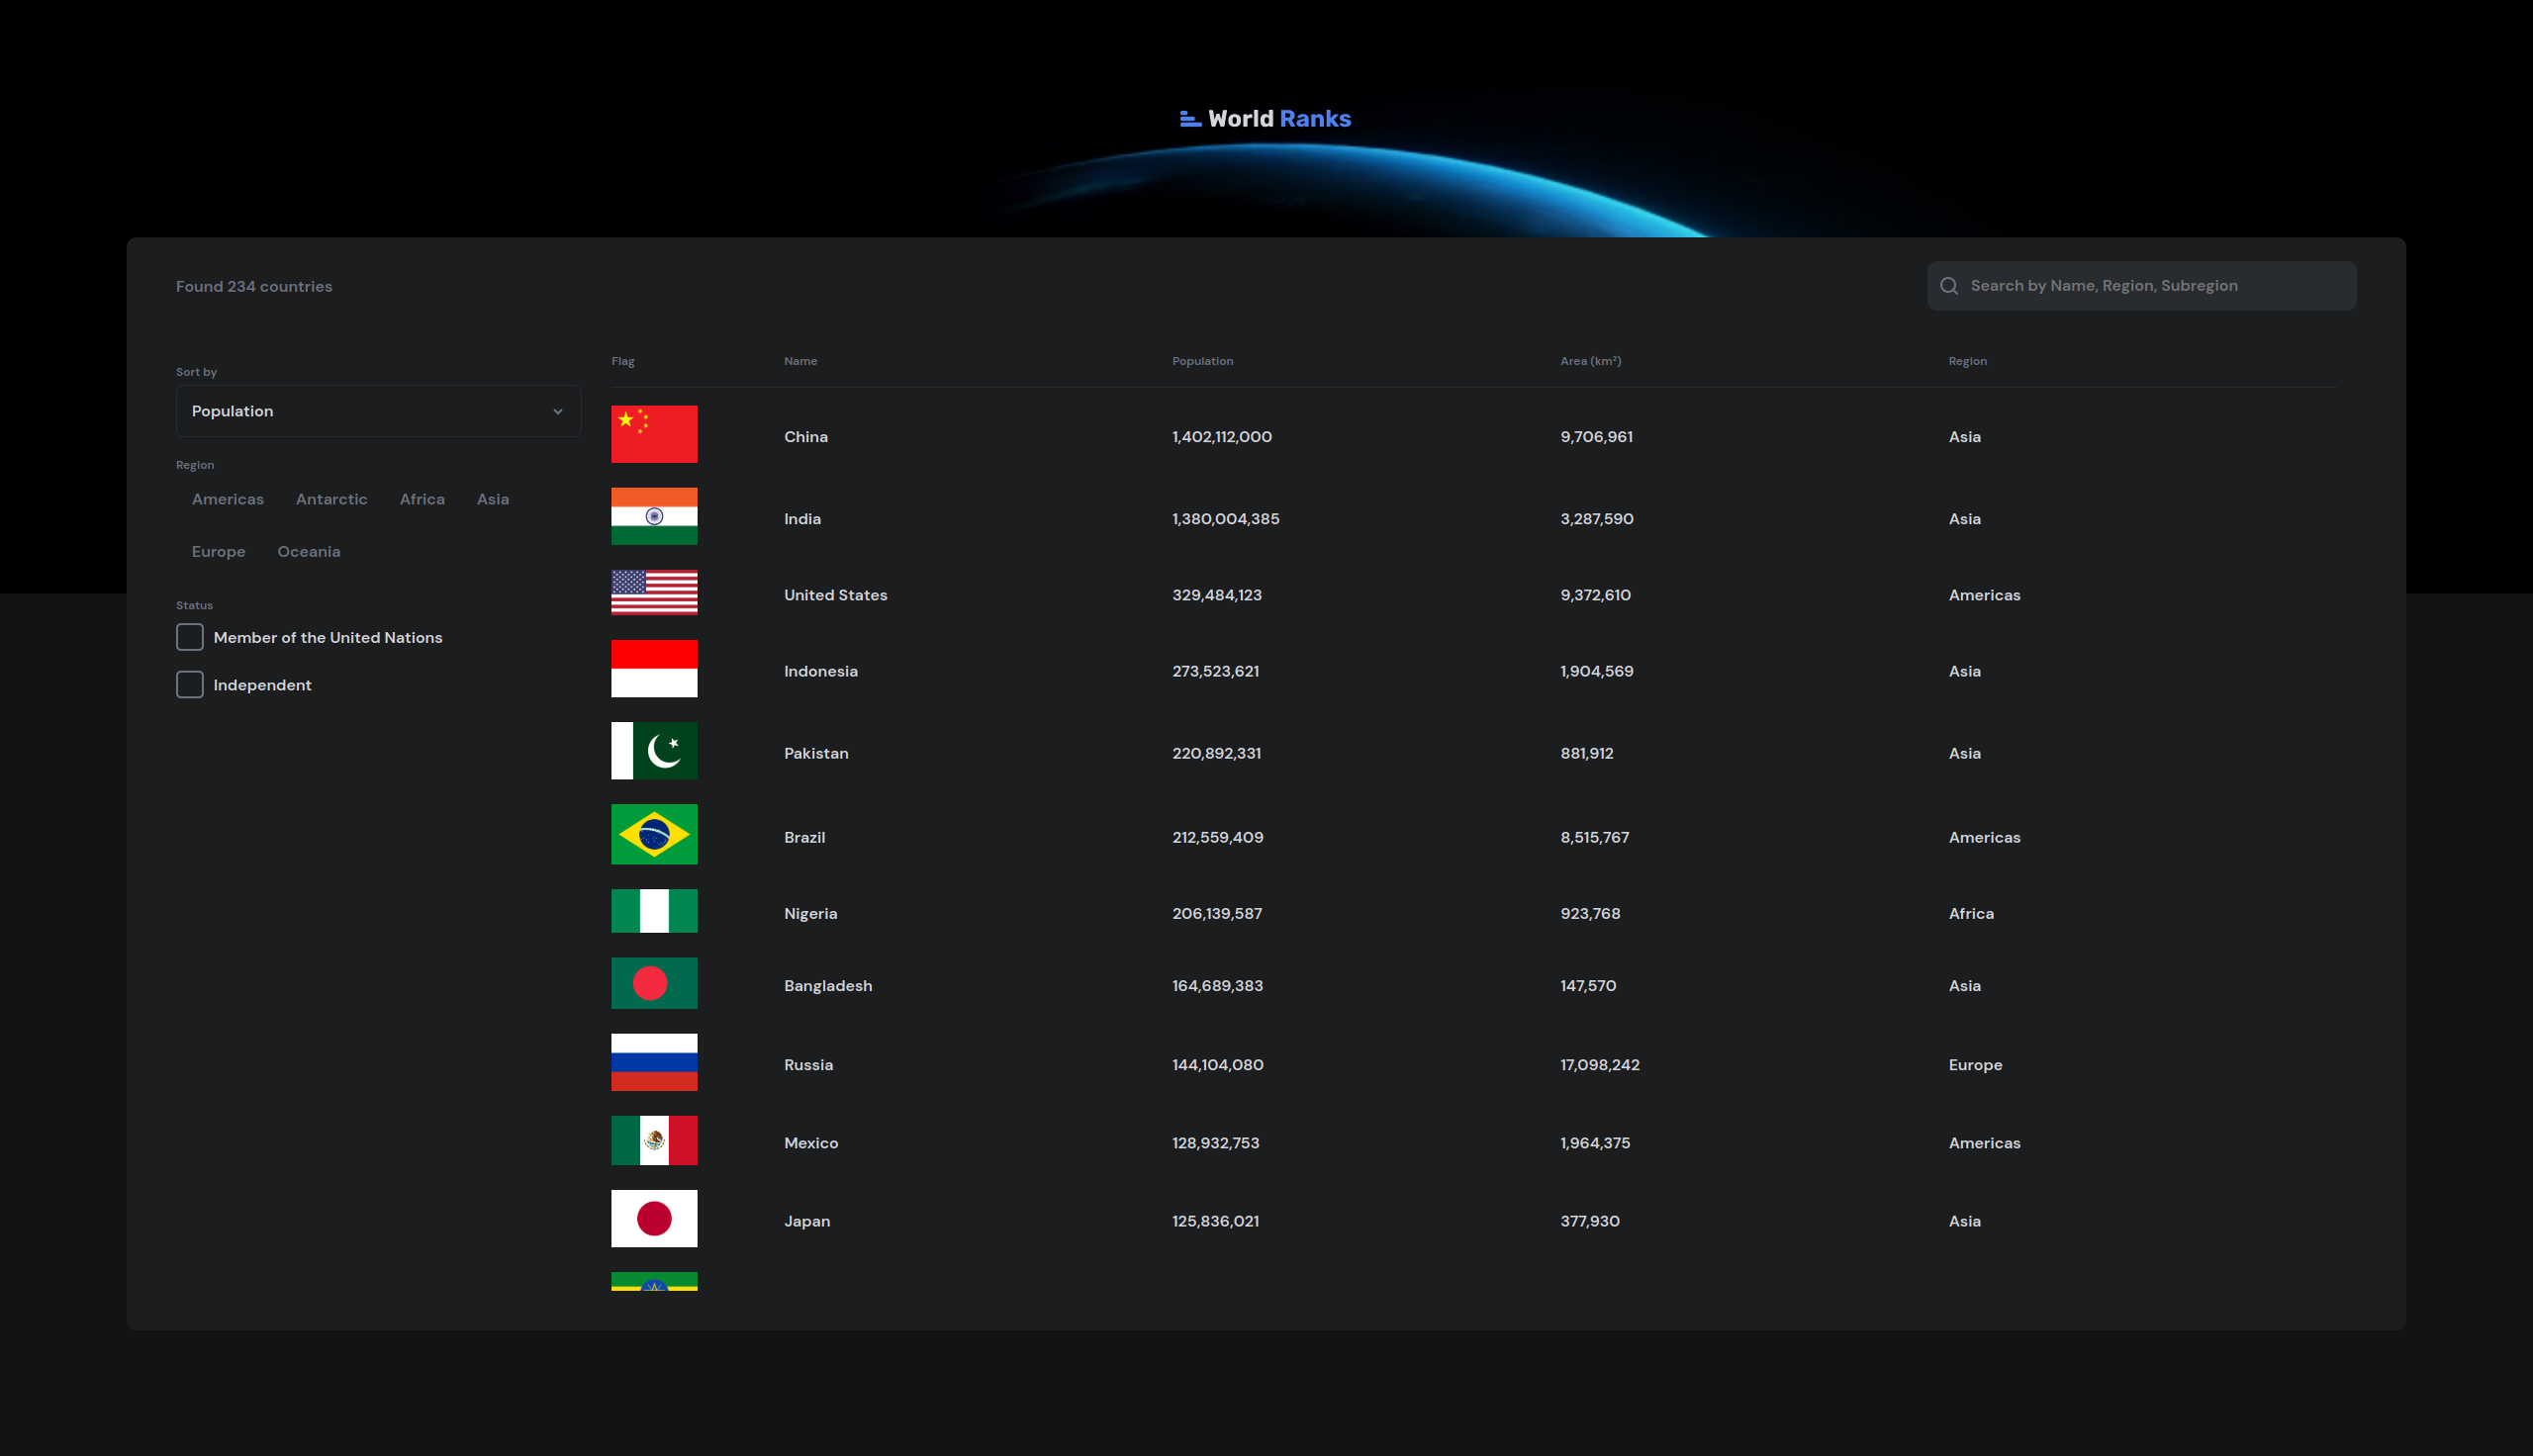 World Ranks
Found 234 countries
Search by Name, Region, Subregion
Sort by
Population
Region
Americas Antarctic Africa Asia
Europe Oceania
Status
Member of the United Nations
Independent
Flag Name Population Area (km²) Region
China 1,402,112,000 9,706,961 Asia
India 1,380,004,385 3,287,590 Asia
United States 329,484,123 9,372,610 Americas
Indonesia 273,523,621 1,904,569 Asia
Pakistan 220,892,331 881,912 Asia
Brazil 212,559,409 8,515,767 Americas
Nigeria 206,139,587 923,768 Africa
Bangladesh 164,689,383 147,570 Asia
Russia 144,104,080 17,098,242 Europe
Mexico 128,932,753 1,964,375 Americas
Japan 125,836,021 377,930 Asia